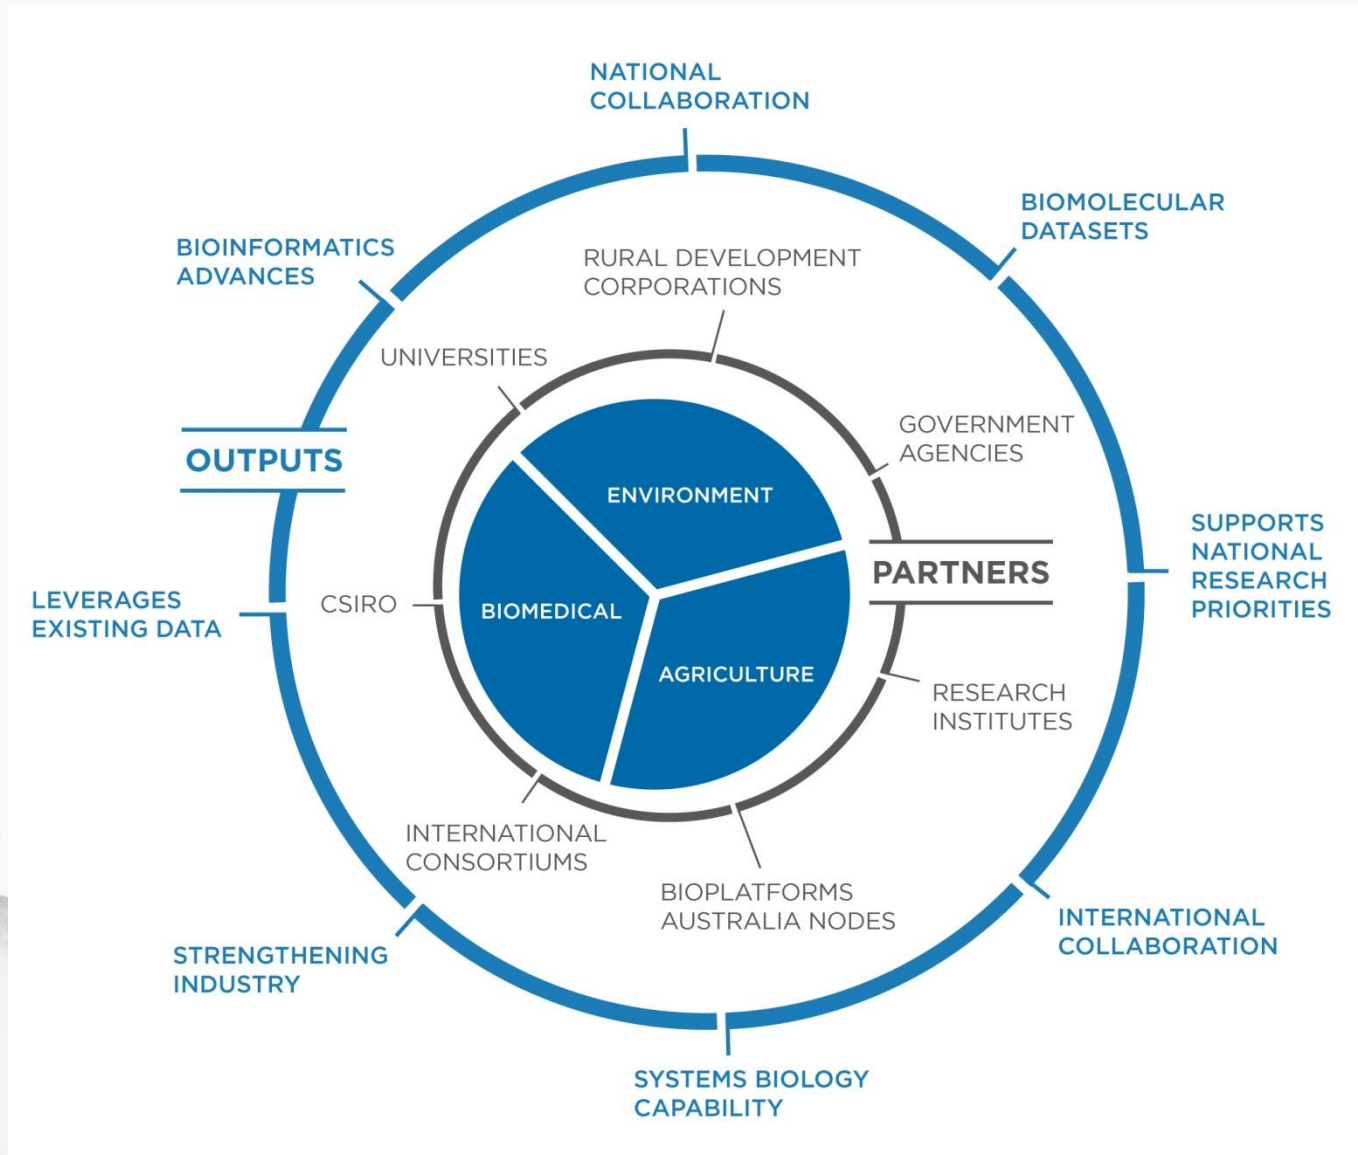 NATIONAL
COLLABORATION
BIOMOLECULAR
DATASETS
BIOINFORMATICS
ADVANCES
RURAL DEVELOPMENT
CORPORATIONS
UNIVERSITIES
GOVERNMENT
AGENCIES
OUTPUTS
ENVIRONMENT
SUPPORTS
NATIONAL
RESEARCH
PRIORITIES
PARTNERS
LEVERAGES
EXISTING DATA
CSIRO
BIOMEDICAL
AGRICULTURE
RESEARCH
INSTITUTES
INTERNATIONAL
CONSORTIUMS
BIOPLATFORMS
AUSTRALIA NODES
INTERNATIONAL
COLLABORATION
STRENGTHENING
INDUSTRY
SYSTEMS BIOLOGY
CAPABILITY